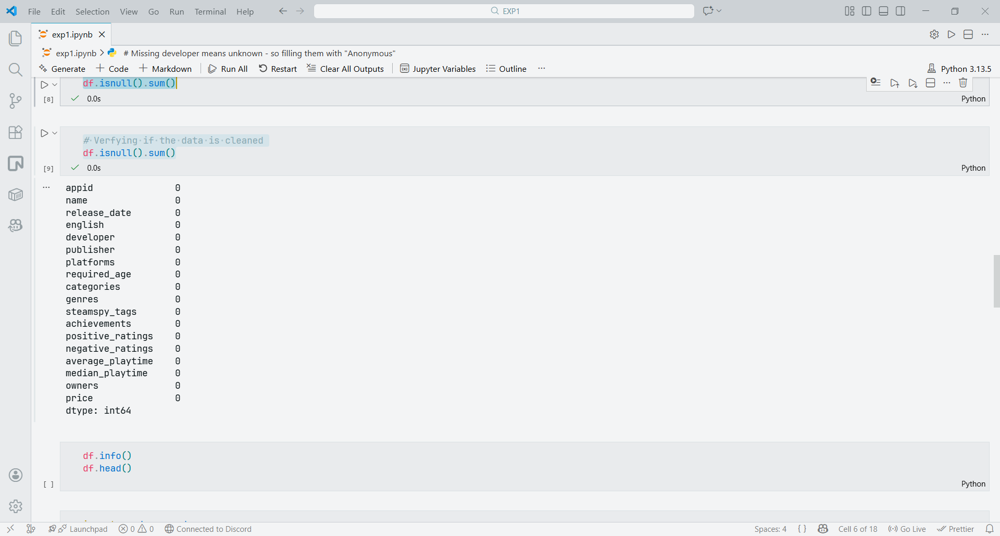 File Edit Selection View Go Run Terminal Help EXP1
exp1.ipynb
exp1.ipynb > # Missing developer means unknown - so filling them with "Anonymous"
Generate + Code + Markdown Run All Restart Clear All Outputs Jupyter Variables Outline ... Python 3.13.5
df.isnull().sum()
[8] 0.0s Python
# Verfying if the data is cleaned
df.isnull().sum()
[9] 0.0s Python
appid 0
name 0
release_date 0
english 0
developer 0
publisher 0
platforms 0
required_age 0
categories 0
genres 0
steamspy_tags 0
achievements 0
positive_ratings 0
negative_ratings 0
average_playtime 0
median_playtime 0
owners 0
price 0
dtype: int64
df.info()
df.head()
[ ] Python
Launchpad 0 0 Connected to Discord Spaces: 4 { } Cell 6 of 18 Go Live Prettier